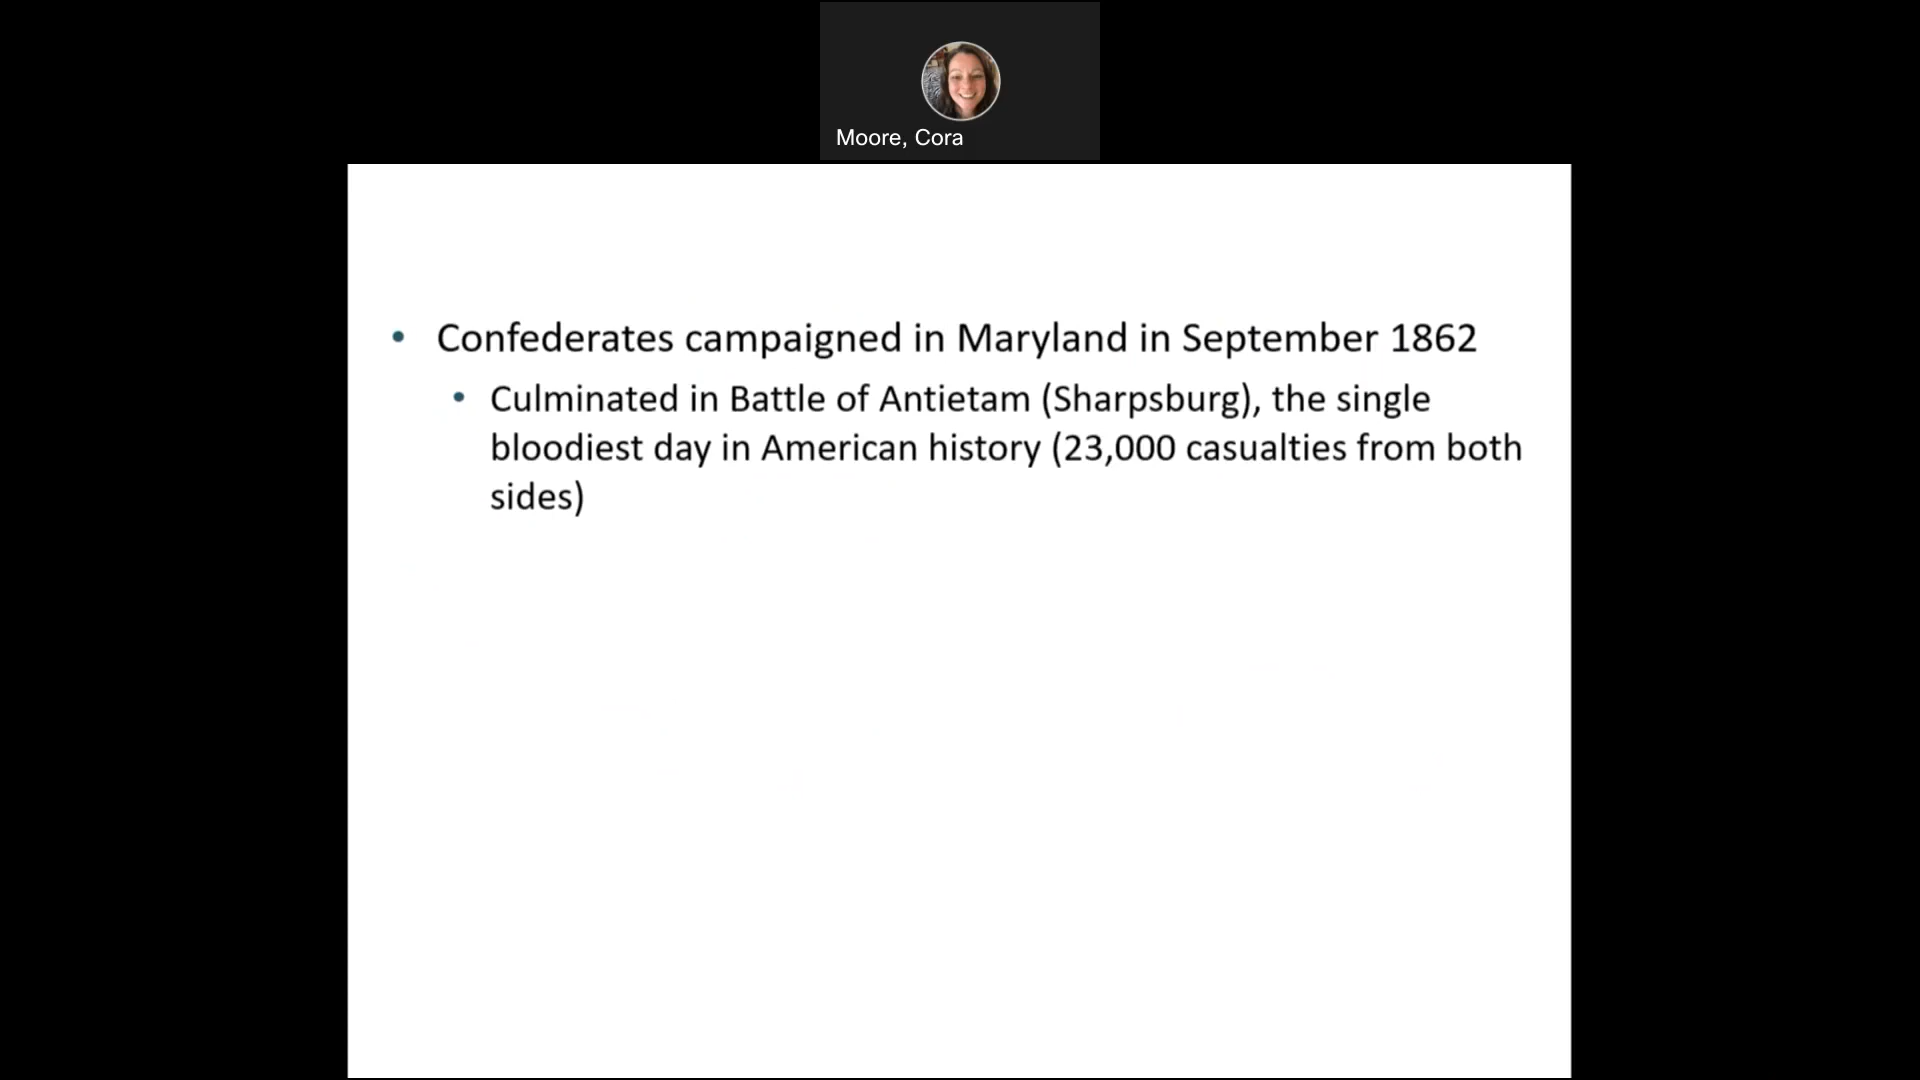 Moore, Cora
• Confederates campaigned in Maryland in September 1862
• Culminated in Battle of Antietam (Sharpsburg), the single
bloodiest day in American history (23,000 casualties from both
sides)